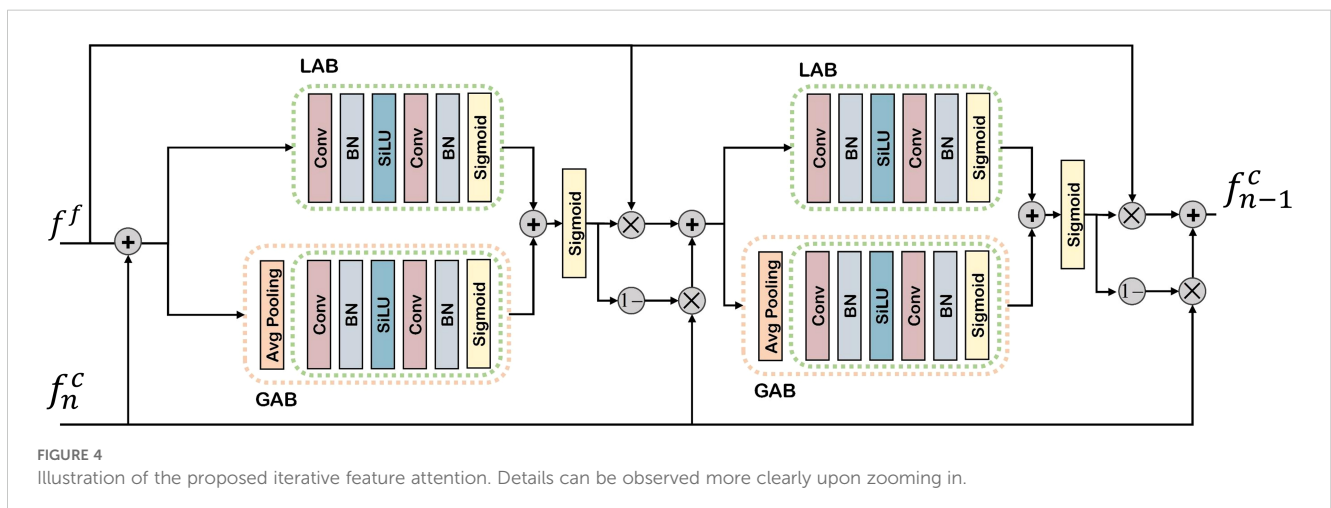 LAB
Conv
BN
SiLU
Conv
BN
Sigmoid
LAB
Conv
BN
SiLU
Conv
BN
Sigmoid
f^f
+
+
Sigmoid
×
+
+
Sigmoid
×
+
f^c_{n-1}
Avg Pooling
Conv
BN
SiLU
Conv
BN
Sigmoid
1-
×
Avg Pooling
Conv
BN
SiLU
Conv
BN
Sigmoid
1-
×
f^c_n
GAB
GAB
FIGURE 4
Illustration of the proposed iterative feature attention. Details can be observed more clearly upon zooming in.